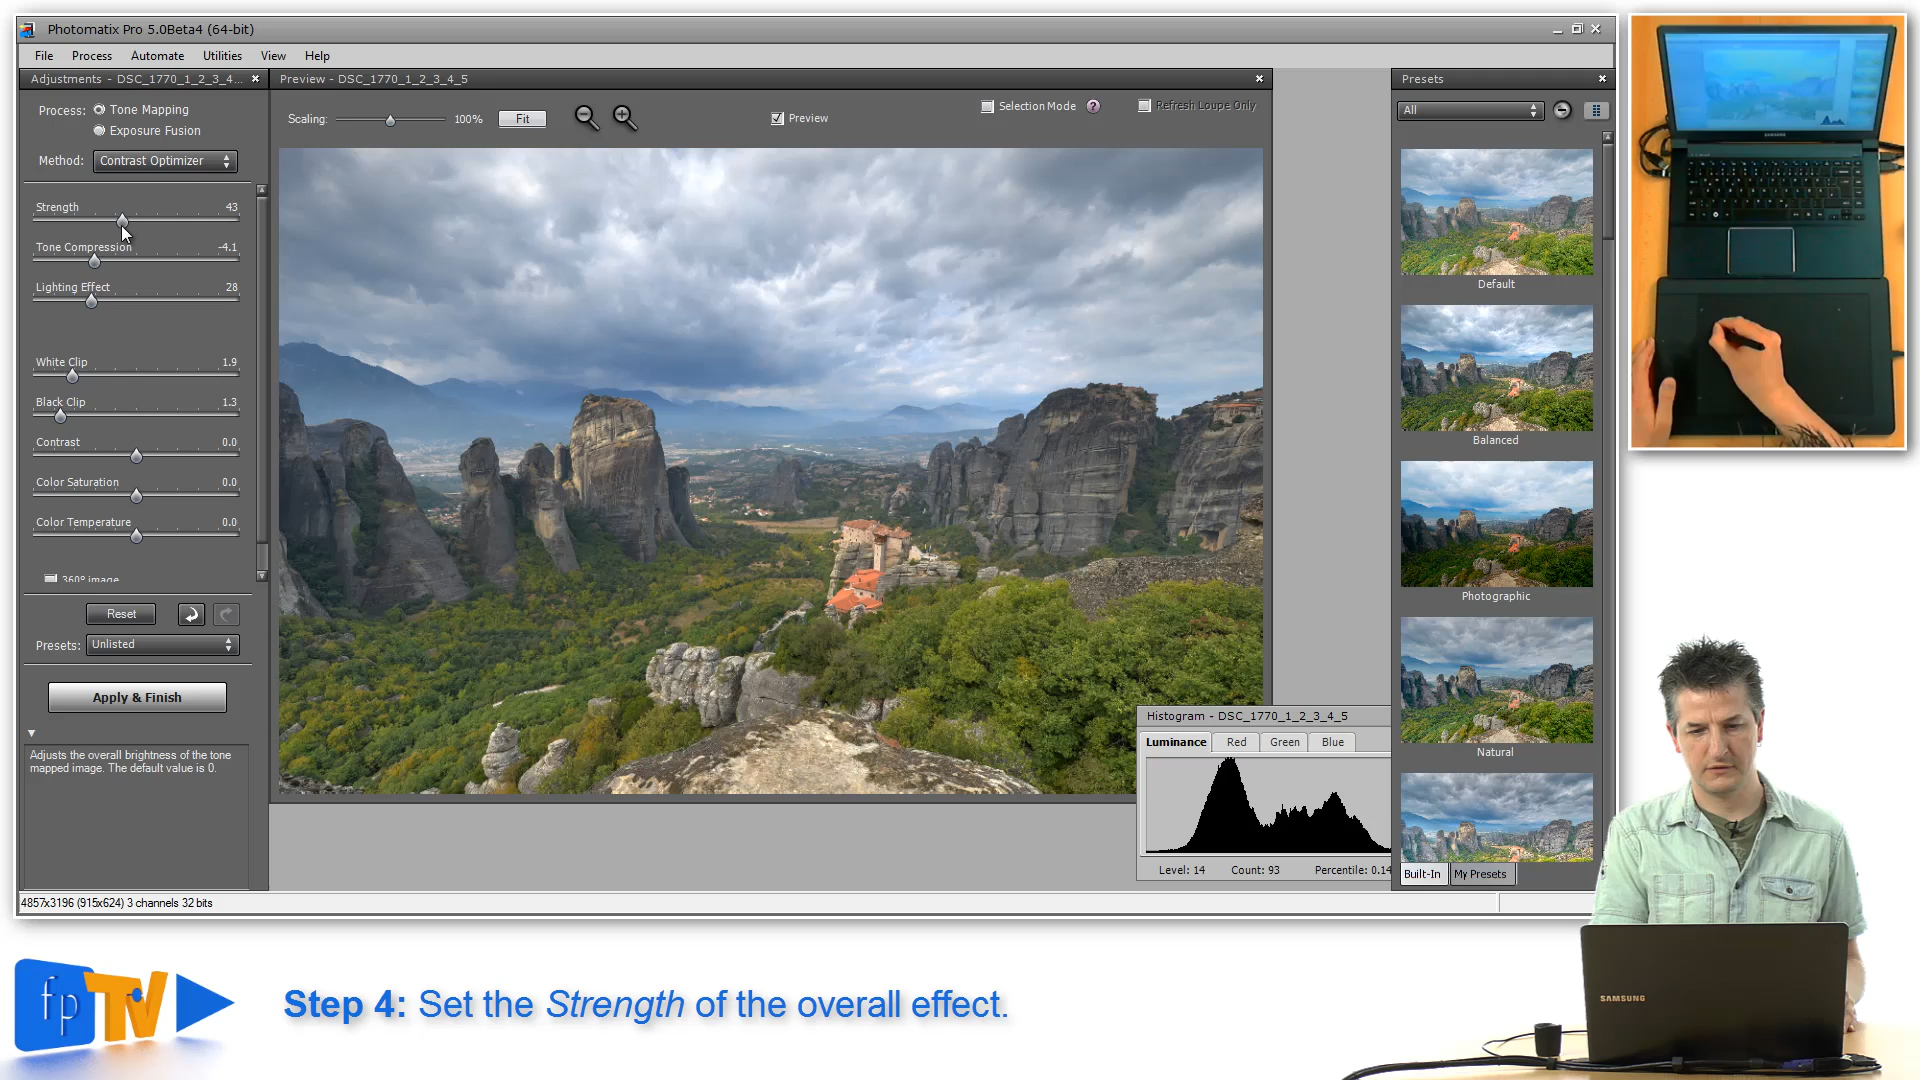 Photomatix Pro 5.0Beta4 (64-bit)
File Process Automate Utilities View Help
Adjustments - DSC_1770_1_2_3_4...
Preview - DSC_1770_1_2_3_4_5
Presets
Process: Tone Mapping
Exposure Fusion
Method: Contrast Optimizer
Scaling: 100% Fit
Preview
Selection Mode ?
Refresh Loupe Only
All
Strength 43
Tone Compression -4.1
Lighting Effect 28
White Clip 1.9
Black Clip 1.3
Contrast 0.0
Color Saturation 0.0
Color Temperature 0.0
360º image
Reset
Presets: Unlisted
Apply & Finish
Adjusts the overall brightness of the tone
mapped image. The default value is 0.
Default
Balanced
Photographic
Natural
Built-In My Presets
Histogram - DSC_1770_1_2_3_4_5
Luminance Red Green Blue
Level: 14 Count: 93 Percentile: 0.14
4857x3196 (915x624) 3 channels 32 bits
SAMSUNG
SAMSUNG
fp TV
Step 4: Set the Strength of the overall effect.